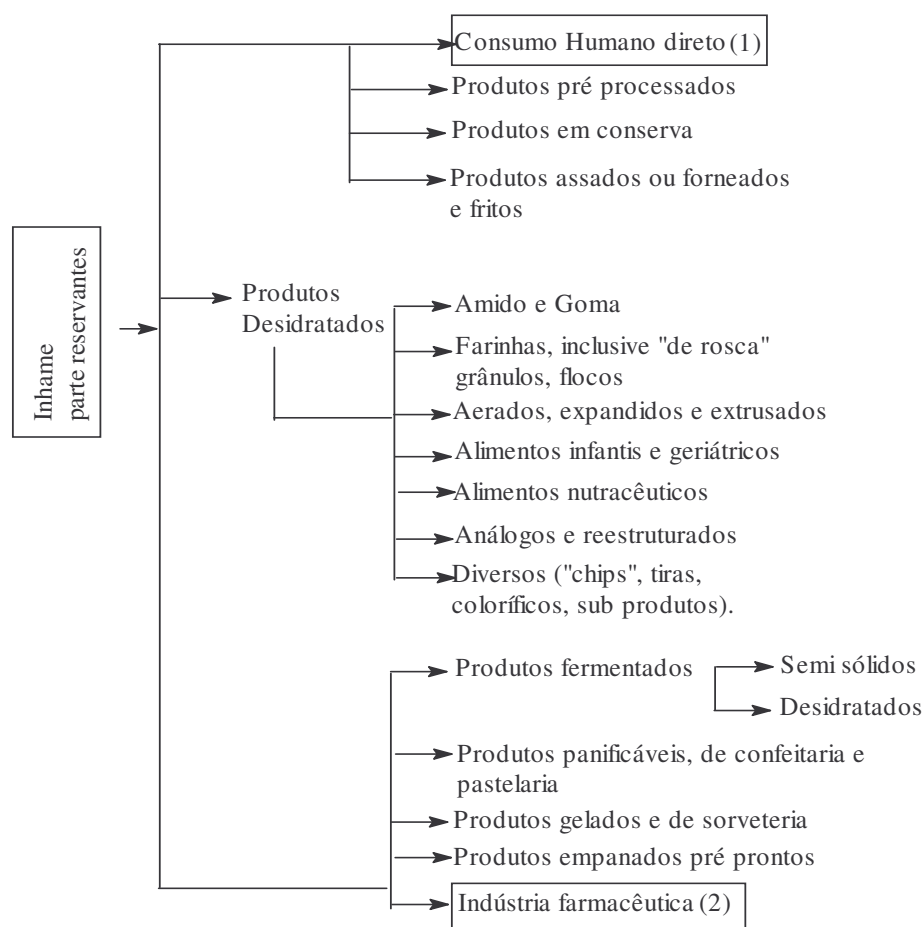 Consumo Humano direto (1)
Produtos pré processados
Produtos em conserva
Produtos assados ou forneados
e fritos
Inhame
parte reservantes
Produtos
Desidratados
Amido e Goma
Farinhas, inclusive "de rosca"
grânulos, flocos
Aerados, expandidos e extrusados
Alimentos infantis e geriátricos
Alimentos nutracêuticos
Análogos e reestruturados
Diversos ("chips", tiras,
coloríficos, sub produtos).
Produtos fermentados
Semi sólidos
Desidratados
Produtos panificáveis, de confeitaria e
pastelaria
Produtos gelados e de sorveteria
Produtos empanados pré prontos
Indústria farmacêutica (2)